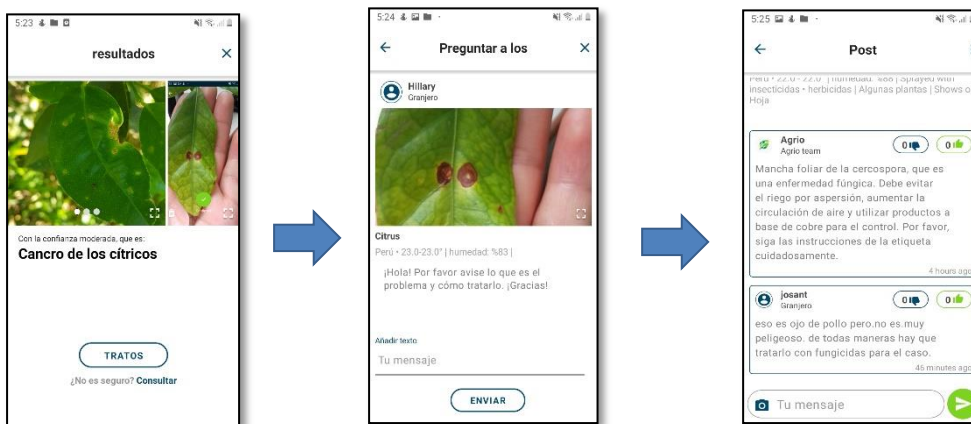 5:23
resultados
Con la confianza moderada, que es:
Cancro de los cítricos
TRATOS
¿No es seguro? Consultar
5:24
Preguntar a los
Hillary
Granjero
Citrus
Perú • 23.0-23.0° | humedad: %83 |
¡Hola! Por favor avise lo que es el
problema y cómo tratarlo. ¡Gracias!
Añadir texto
Tu mensaje
ENVIAR
5:25
Post
Perú • 22.0 - 22.0 | humedad: %88 | Sprayed with
insecticidas • herbicidas | Algunas plantas | Shows o
Hoja
Agrio
Agrio team
0
0
Mancha foliar de la cercospora, que es
una enfermedad fúngica. Debe evitar
el riego por aspersión, aumentar la
circulación de aire y utilizar productos a
base de cobre para el control. Por favor,
siga las instrucciones de la etiqueta
cuidadosamente.
4 hours ago
josant
Granjero
0
0
eso es ojo de pollo pero.no es muy
peligeoso. de todas maneras hay que
tratarlo con fungicidas para el caso.
46 minutes ago
Tu mensaje